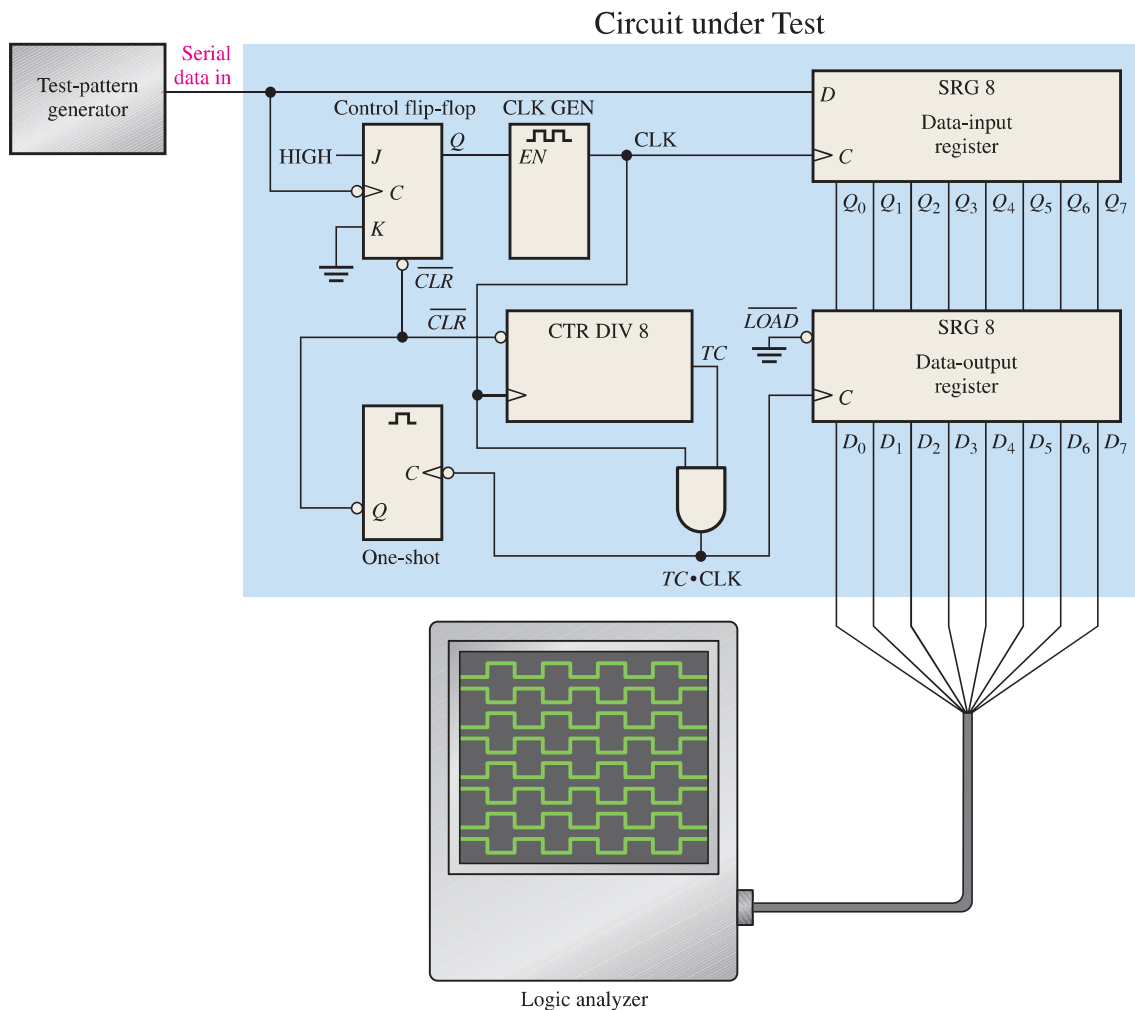 Circuit under Test
Test-pattern
generator
Serial
data in
Control flip-flop
CLK GEN
HIGH
J
C
K
Q
EN
CLK
D
C
SRG 8
Data-input
register
Q0 Q1 Q2 Q3 Q4 Q5 Q6 Q7
CLR
CLR
CTR DIV 8
TC
LOAD
SRG 8
Data-output
register
C
D0 D1 D2 D3 D4 D5 D6 D7
C
Q
One-shot
TC•CLK
Logic analyzer